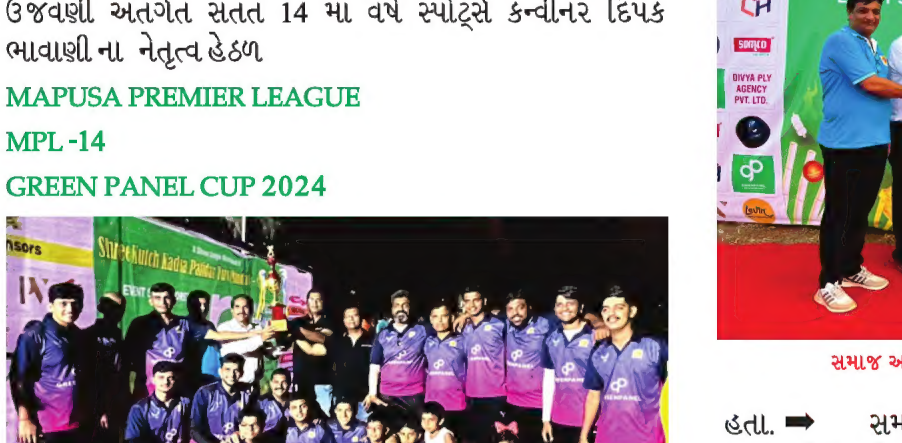 ઉજવણી અંતર્ગત સતત 14 મા વર્ષે સ્પોર્ટ્સ કન્વીનર દિપક
ભાવાણી ના નેતૃત્વ હેઠળ
MAPUSA PREMIER LEAGUE
MPL -14
GREEN PANEL CUP 2024
nsors
Shree Kutch Kadva Patidar
EVENT
DIVYA PLY
AGENCY
PVT. LTD.
સમાજ
હતા. ➡